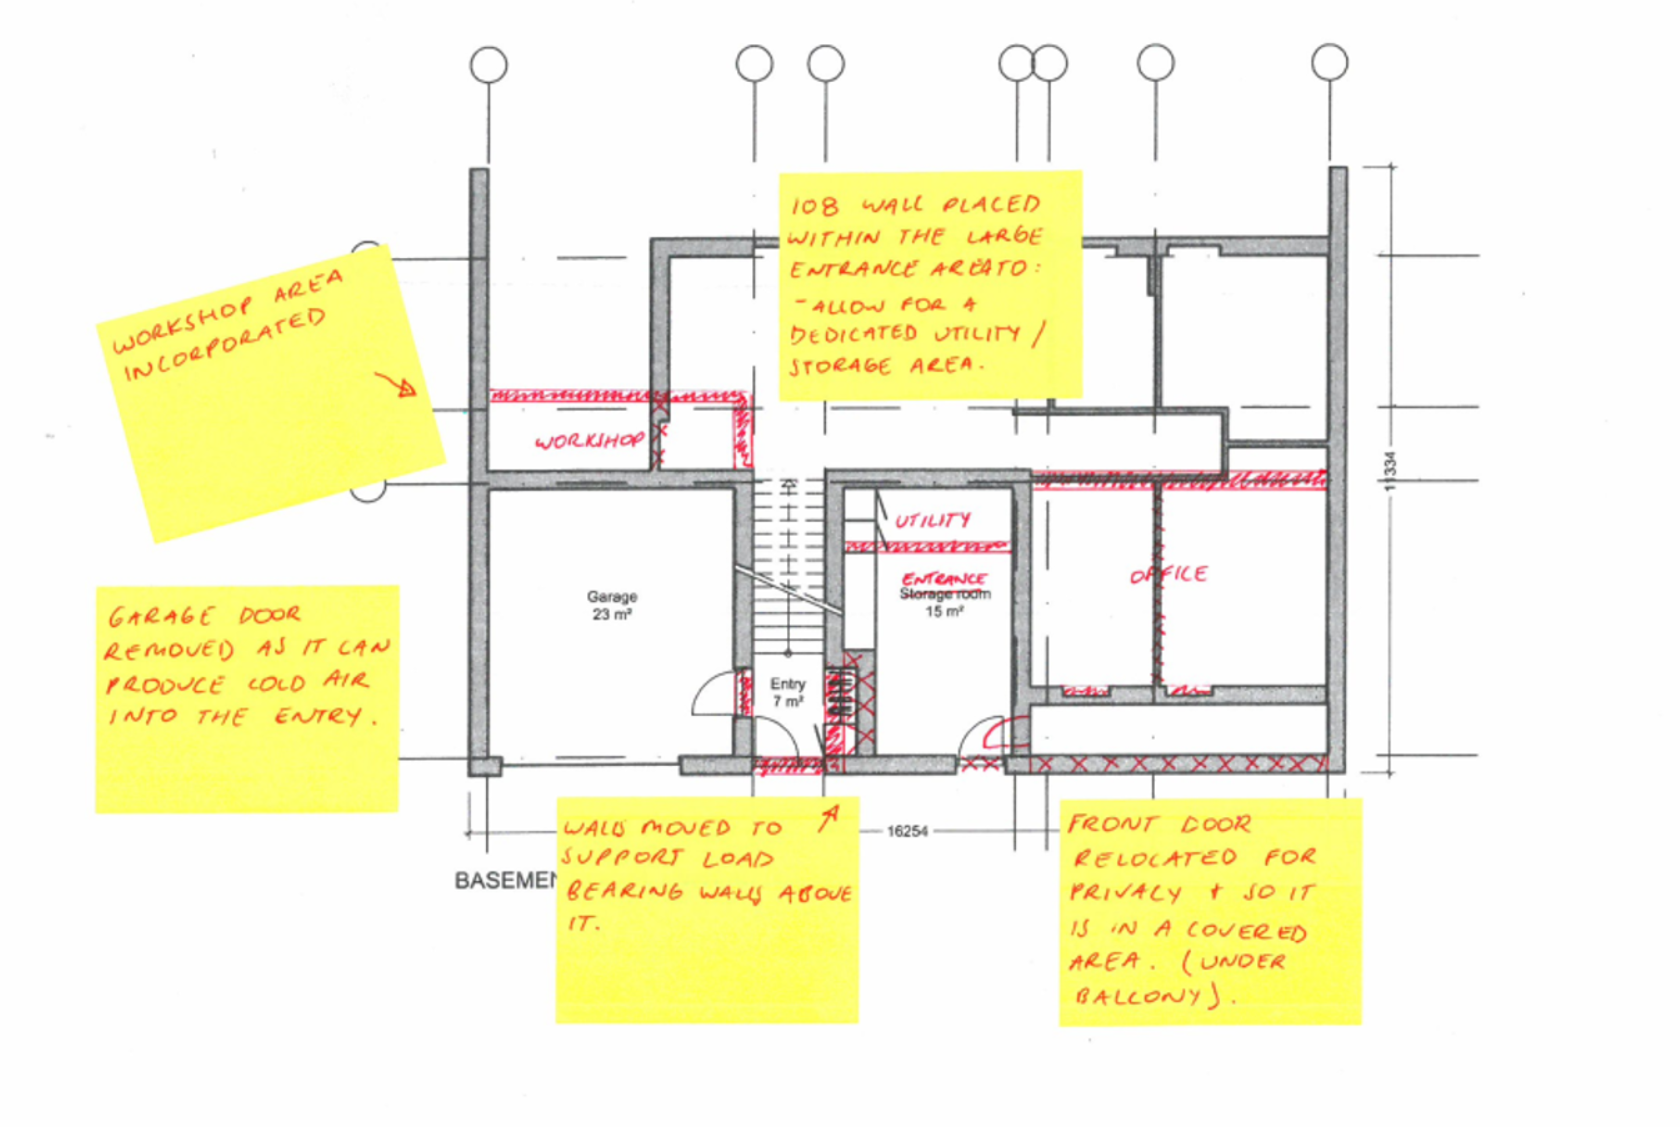 108 WALL PLACED
WITHIN THE LARGE
ENTRANCE AREA TO:
- ALLOW FOR A
DEDICATED UTILITY /
STORAGE AREA.
WORKSHOP AREA
INCORPORATED
WORKSHOP
11334
UTILITY
ENTRANCE
Storage room
15 m²
OFFICE
Garage
23 m²
GARAGE DOOR
REMOVED AS IT CAN
PRODUCE COLD AIR
INTO THE ENTRY.
Entry
7 m²
16254
BASEMEN
WALLS MOVED TO
SUPPORT LOAD
BEARING WALLS ABOVE
IT.
FRONT DOOR
RELOCATED FOR
PRIVACY + SO IT
IS IN A COVERED
AREA. (UNDER
BALCONY).